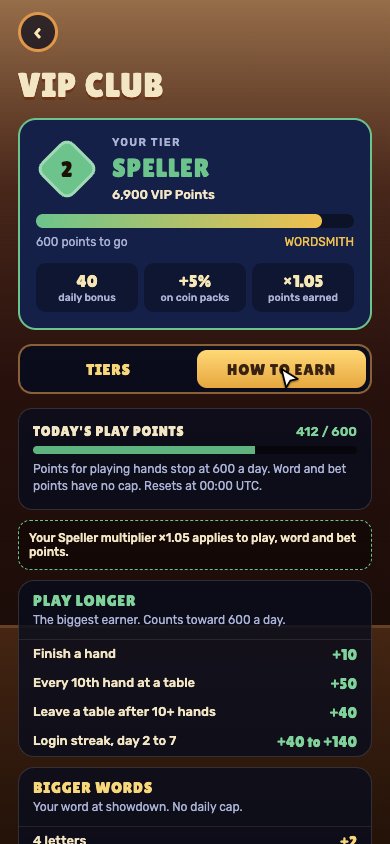 ‹
VIP CLUB
2
YOUR TIER
SPELLER
6,900 VIP Points
600 points to go
WORDSMITH
40
daily bonus
+5%
on coin packs
×1.05
points earned
TIERS
HOW TO EARN
TODAY'S PLAY POINTS
412 / 600
Points for playing hands stop at 600 a day. Word and bet
points have no cap. Resets at 00:00 UTC.
Your Speller multiplier ×1.05 applies to play, word and bet
points.
PLAY LONGER
The biggest earner. Counts toward 600 a day.
Finish a hand +10
Every 10th hand at a table +50
Leave a table after 10+ hands +40
Login streak, day 2 to 7 +40 to +140
BIGGER WORDS
Your word at showdown. No daily cap.
4 letters +2